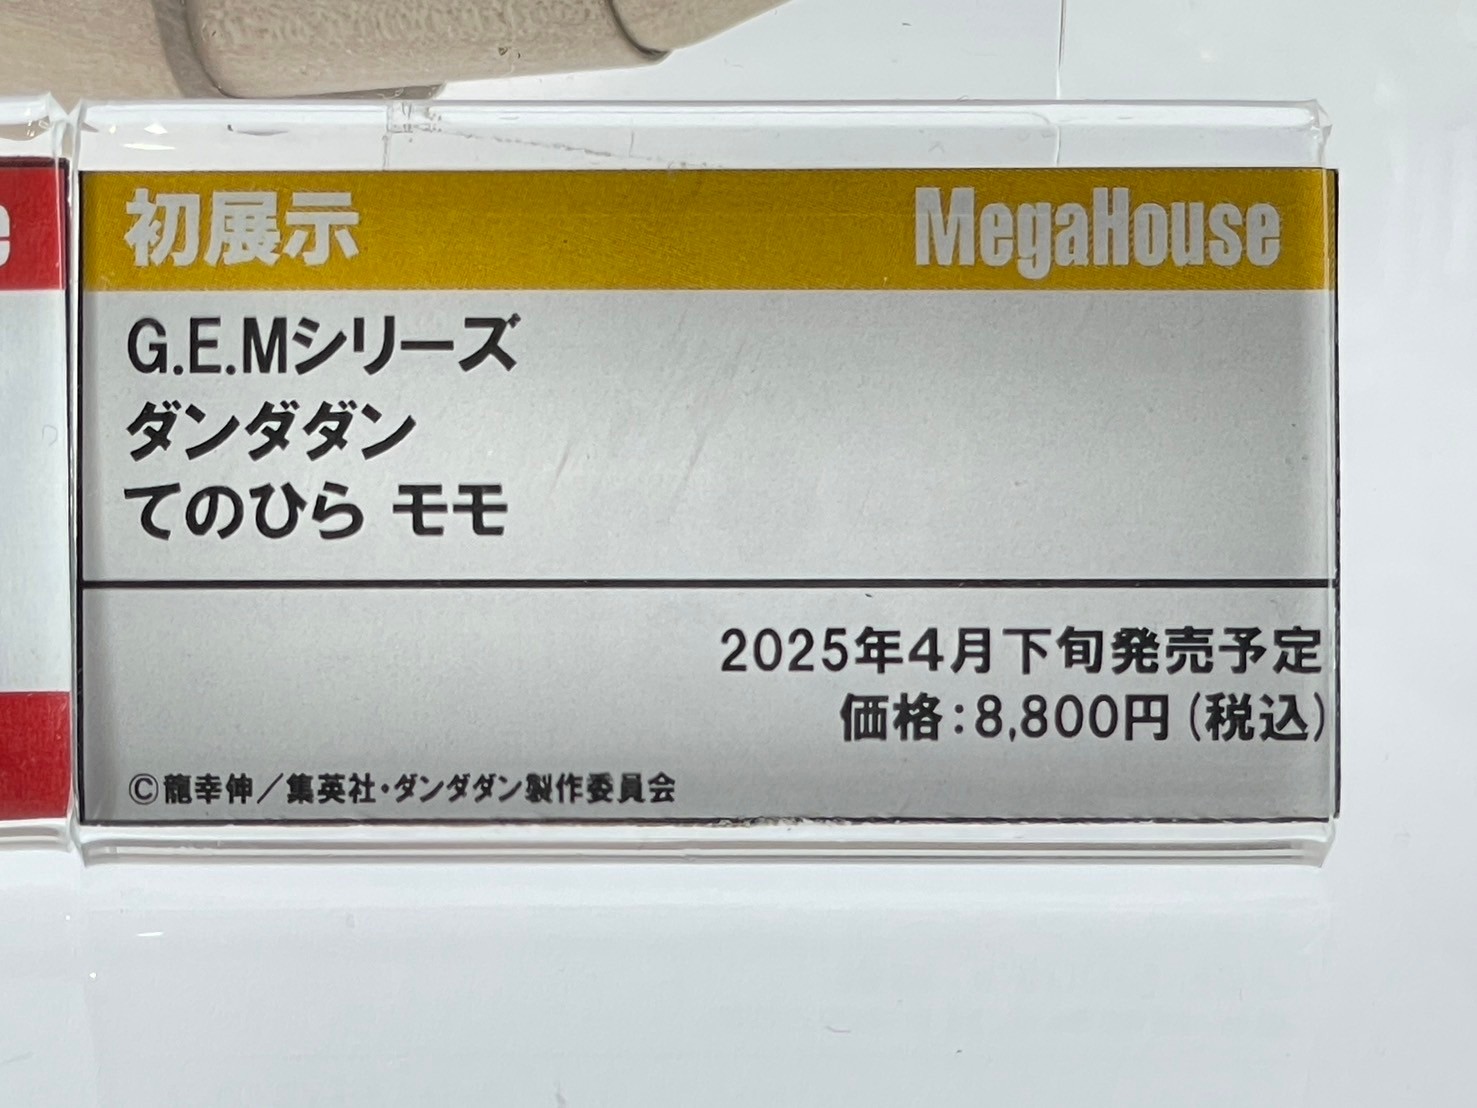 初展示 MegaHouse
G.E.Mシリーズ
ダンダダン
てのひら モモ
2025年4月下旬発売予定
価格:8,800円(税込)
©龍幸伸/集英社・ダンダダン製作委員会